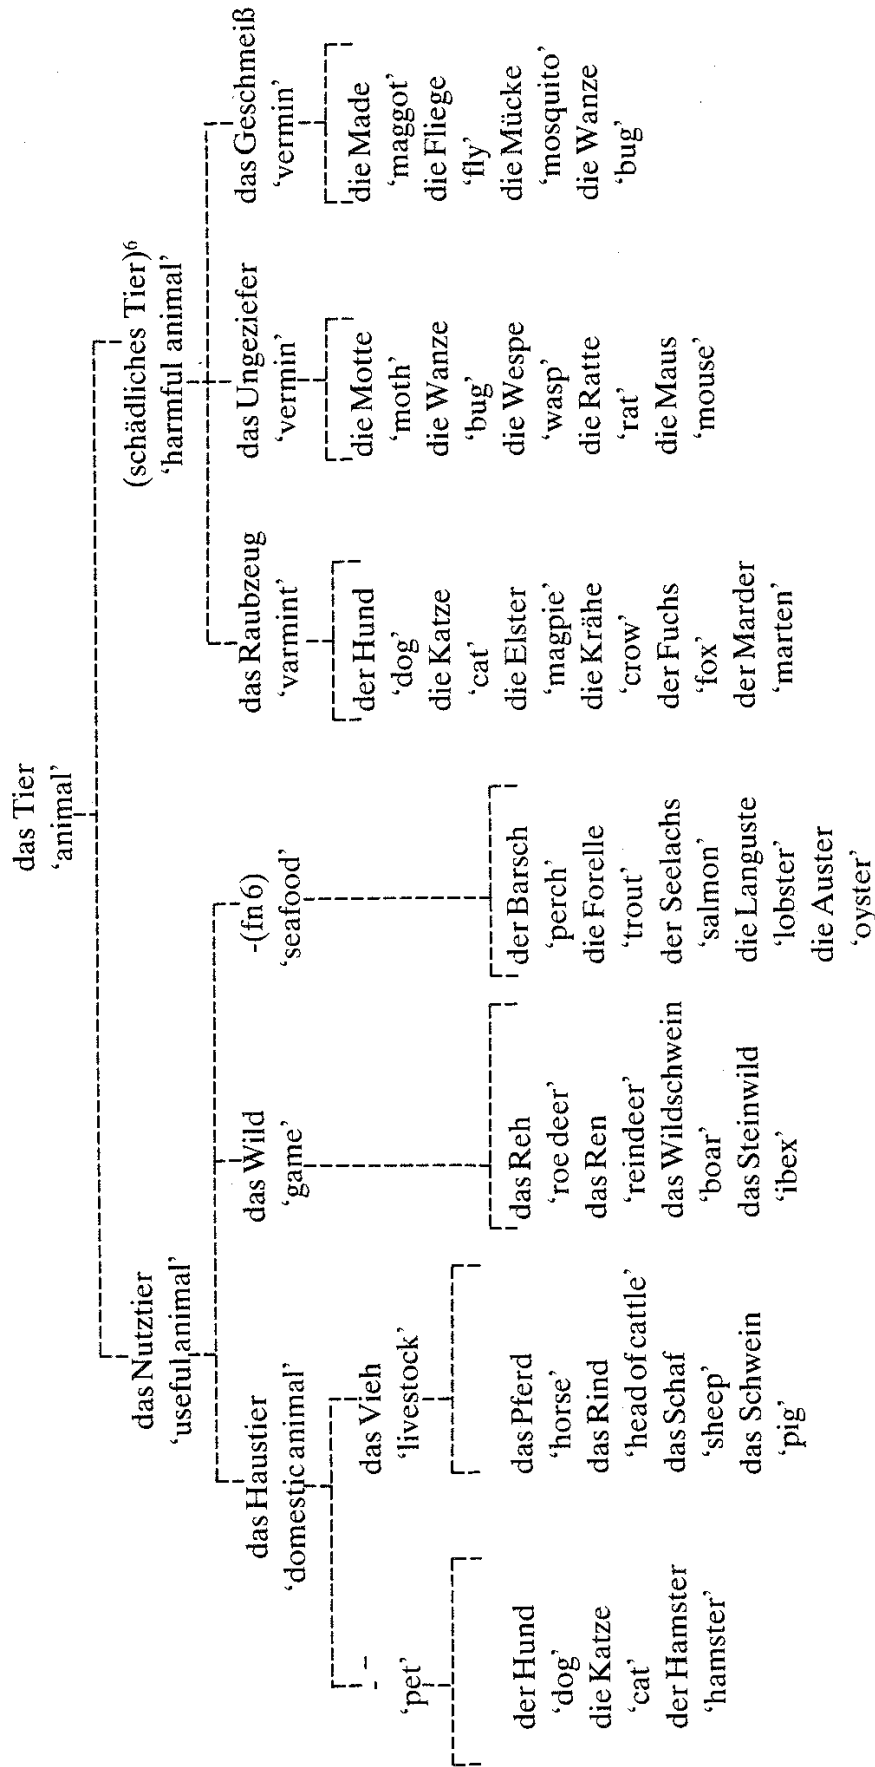 das Tier
‘animal’
das Nutztier
‘useful animal’
das Haustier
‘domestic animal’
--
‘pet’
der Hund
‘dog’
die Katze
‘cat’
der Hamster
‘hamster’
das Vieh
‘livestock’
das Pferd
‘horse’
das Rind
‘head of cattle’
das Schaf
‘sheep’
das Schwein
‘pig’
das Wild
‘game’
das Reh
‘roe deer’
das Ren
‘reindeer’
das Wildschwein
‘boar’
das Steinwild
‘ibex’
-(fn 6)
‘seafood’
der Barsch
‘perch’
die Forelle
‘trout’
der Seelachs
‘salmon’
die Languste
‘lobster’
die Auster
‘oyster’
(schädliches Tier)⁶
‘harmful animal’
das Raubzeug
‘varmint’
der Hund
‘dog’
die Katze
‘cat’
die Elster
‘magpie’
die Krähe
‘crow’
der Fuchs
‘fox’
der Marder
‘marten’
das Ungeziefer
‘vermin’
die Motte
‘moth’
die Wanze
‘bug’
die Wespe
‘wasp’
die Ratte
‘rat’
die Maus
‘mouse’
das Geschmeiß
‘vermin’
die Made
‘maggot’
die Fliege
‘fly’
die Mücke
‘mosquito’
die Wanze
‘bug’